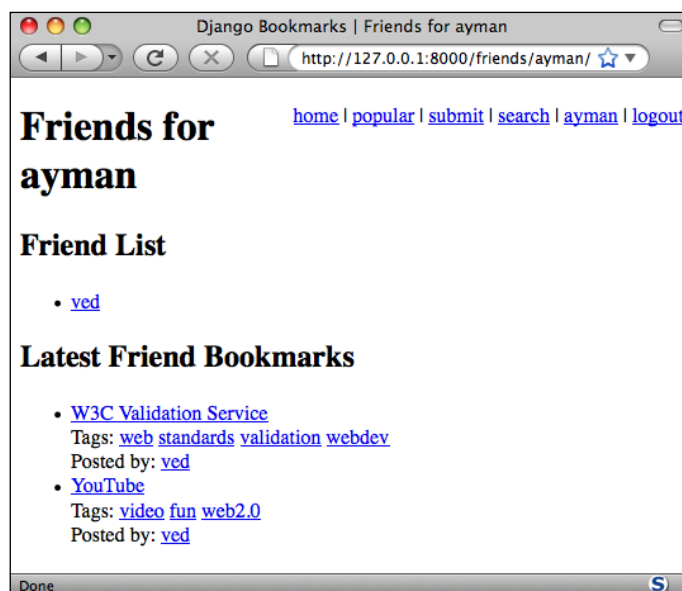 Django Bookmarks | Friends for ayman
http://127.0.0.1:8000/friends/ayman/
home | popular | submit | search | ayman | logout
Friends for
ayman
Friend List
• ved
Latest Friend Bookmarks
• W3C Validation Service
Tags: web standards validation webdev
Posted by: ved
• YouTube
Tags: video fun web2.0
Posted by: ved
Done
S